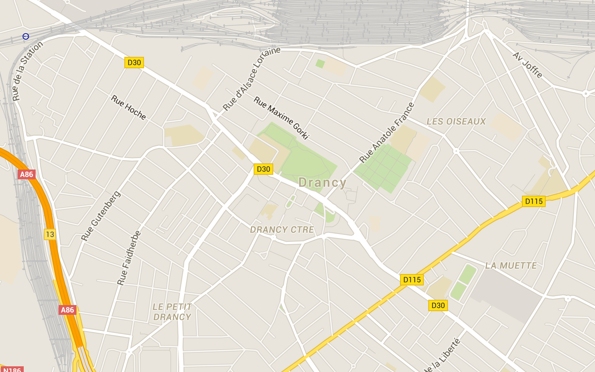 Rue de la Station
D30
Rue d'Alsace Lorraine
Av Joffre
Rue Hoche
Rue Maxime Gorki
Rue Anatole France
LES OISEAUX
A86
D30
Drancy
D115
Rue Gutenberg
13
DRANCY CTRE
Rue Faidherbe
LA MUETTE
D115
LE PETIT
DRANCY
A86
D30
de la Liberté
N186